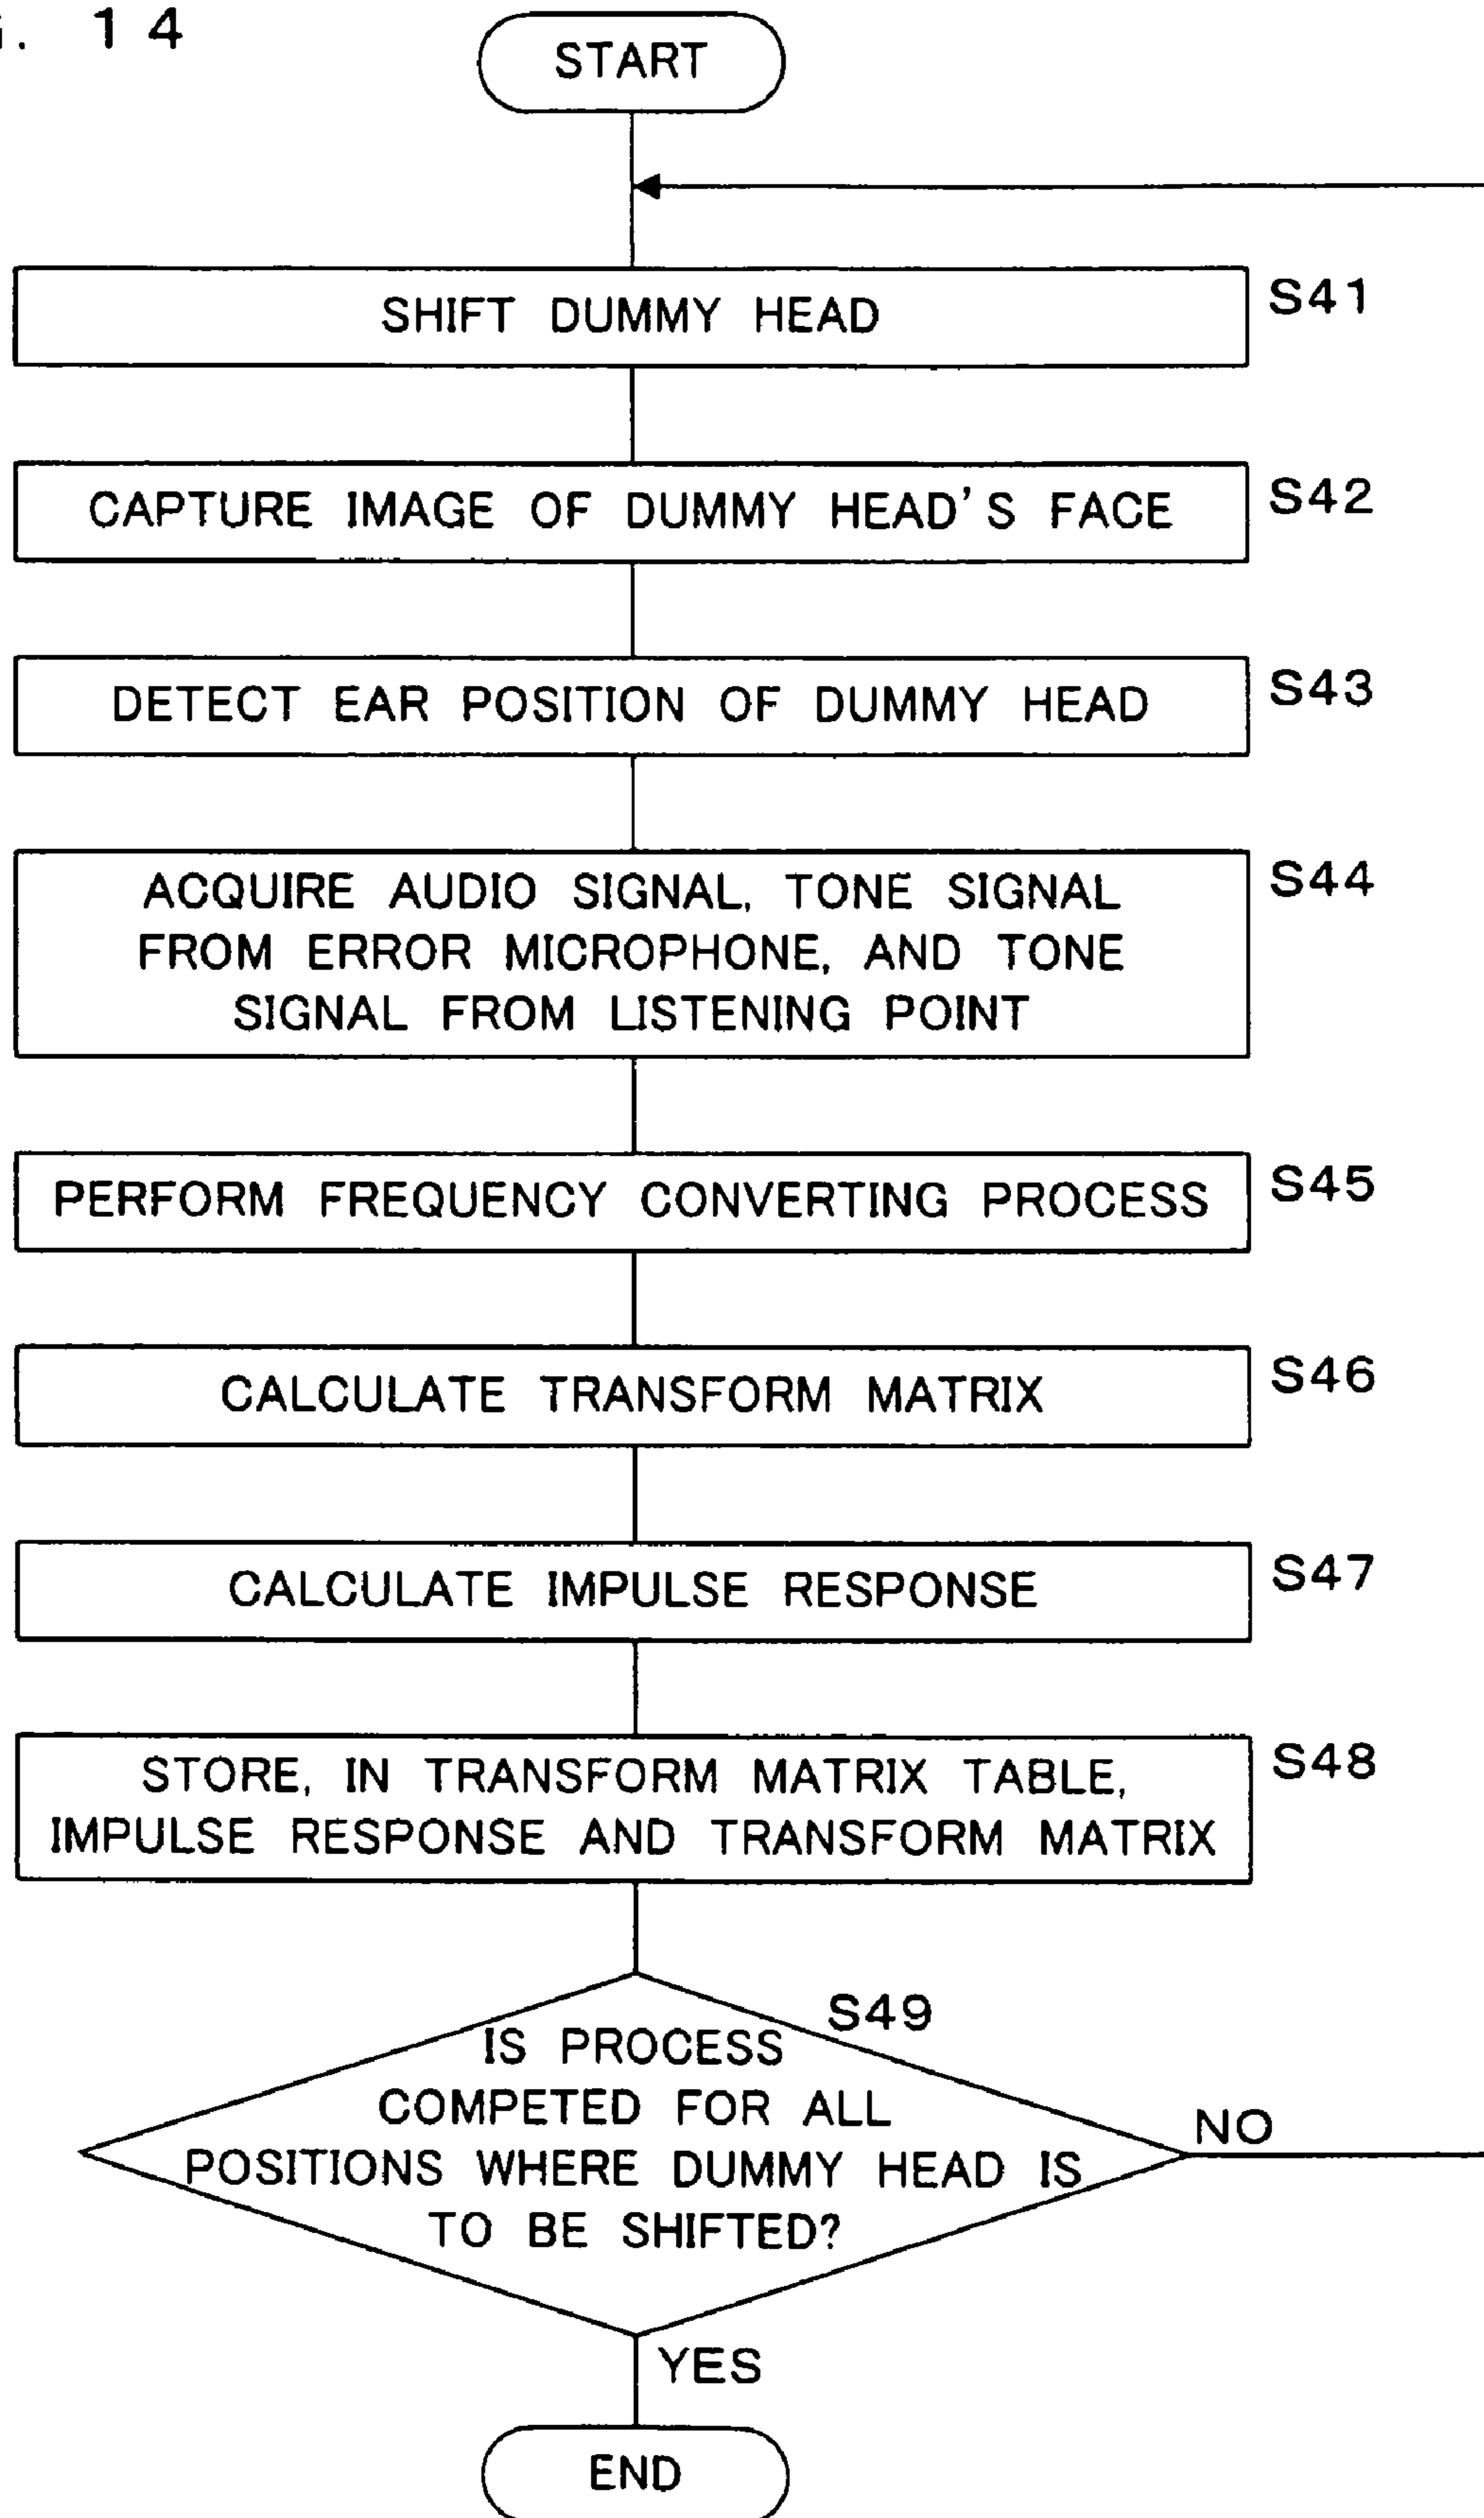 . 14
START
SHIFT DUMMY HEAD
S41
CAPTURE IMAGE OF DUMMY HEAD'S FACE
S42
DETECT EAR POSITION OF DUMMY HEAD
S43
ACQUIRE AUDIO SIGNAL, TONE SIGNAL
FROM ERROR MICROPHONE, AND TONE
SIGNAL FROM LISTENING POINT
S44
PERFORM FREQUENCY CONVERTING PROCESS
S45
CALCULATE TRANSFORM MATRIX
S46
CALCULATE IMPULSE RESPONSE
S47
STORE, IN TRANSFORM MATRIX TABLE,
IMPULSE RESPONSE AND TRANSFORM MATRIX
S48
S49
IS PROCESS
COMPETED FOR ALL
POSITIONS WHERE DUMMY HEAD IS
TO BE SHIFTED?
NO
YES
END